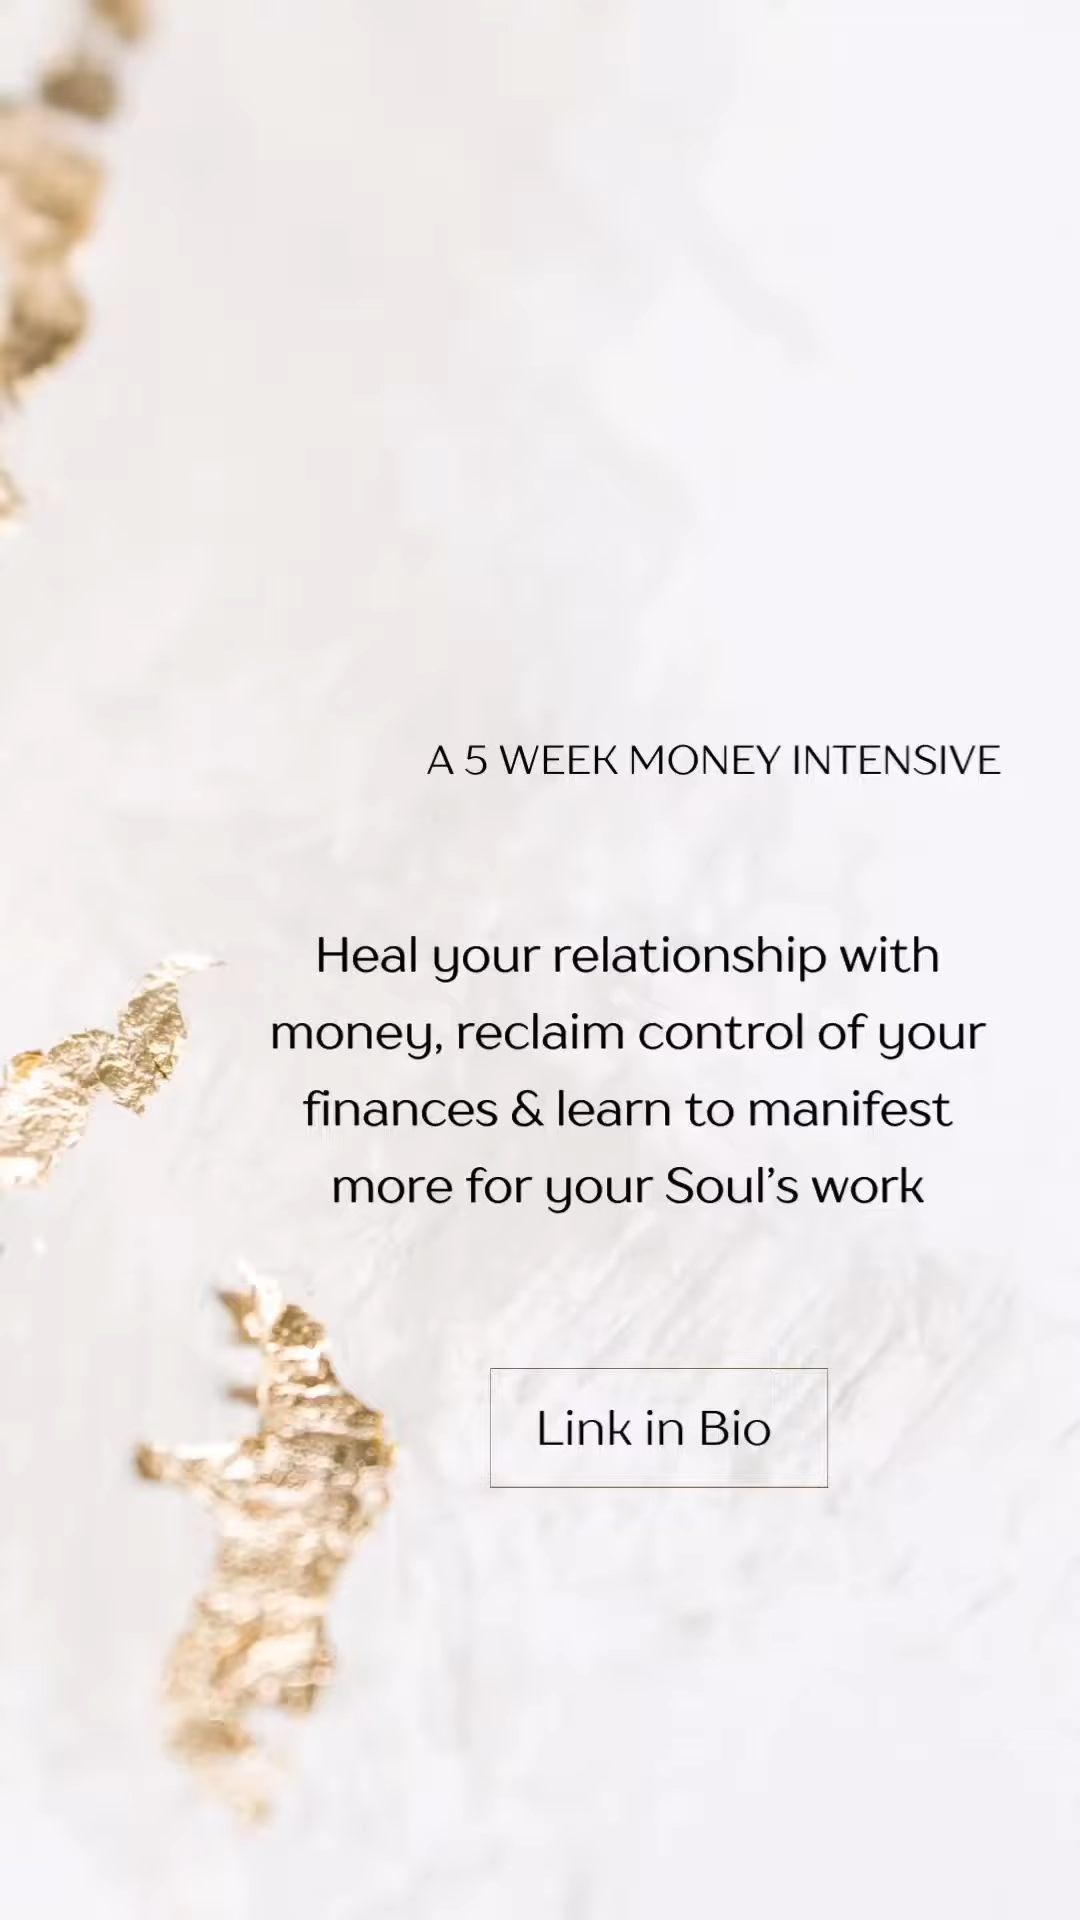 A 5 WEEK MONEY INTENSIVE
Heal your relationship with
money, reclaim control of your
finances & learn to manifest
more for your Soul’s work
Link in Bio